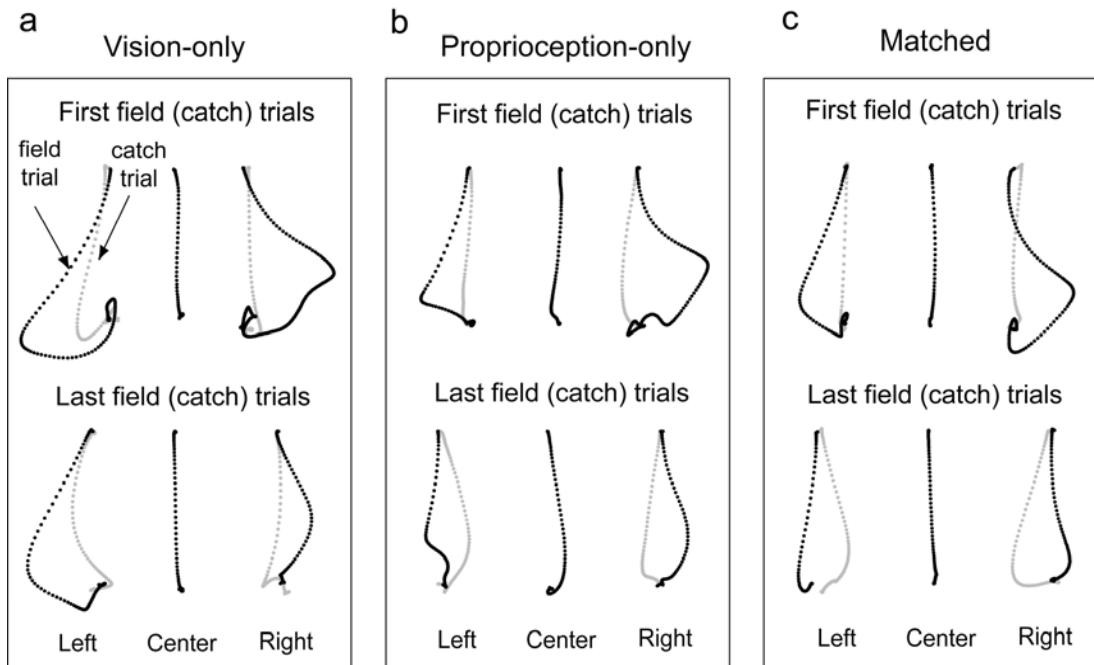 a
Vision-only
First field (catch) trials
field
trial
catch
trial
Last field (catch) trials
Left
Center
Right
b
Proprioception-only
First field (catch) trials
Last field (catch) trials
Left
Center
Right
c
Matched
First field (catch) trials
Last field (catch) trials
Left
Center
Right